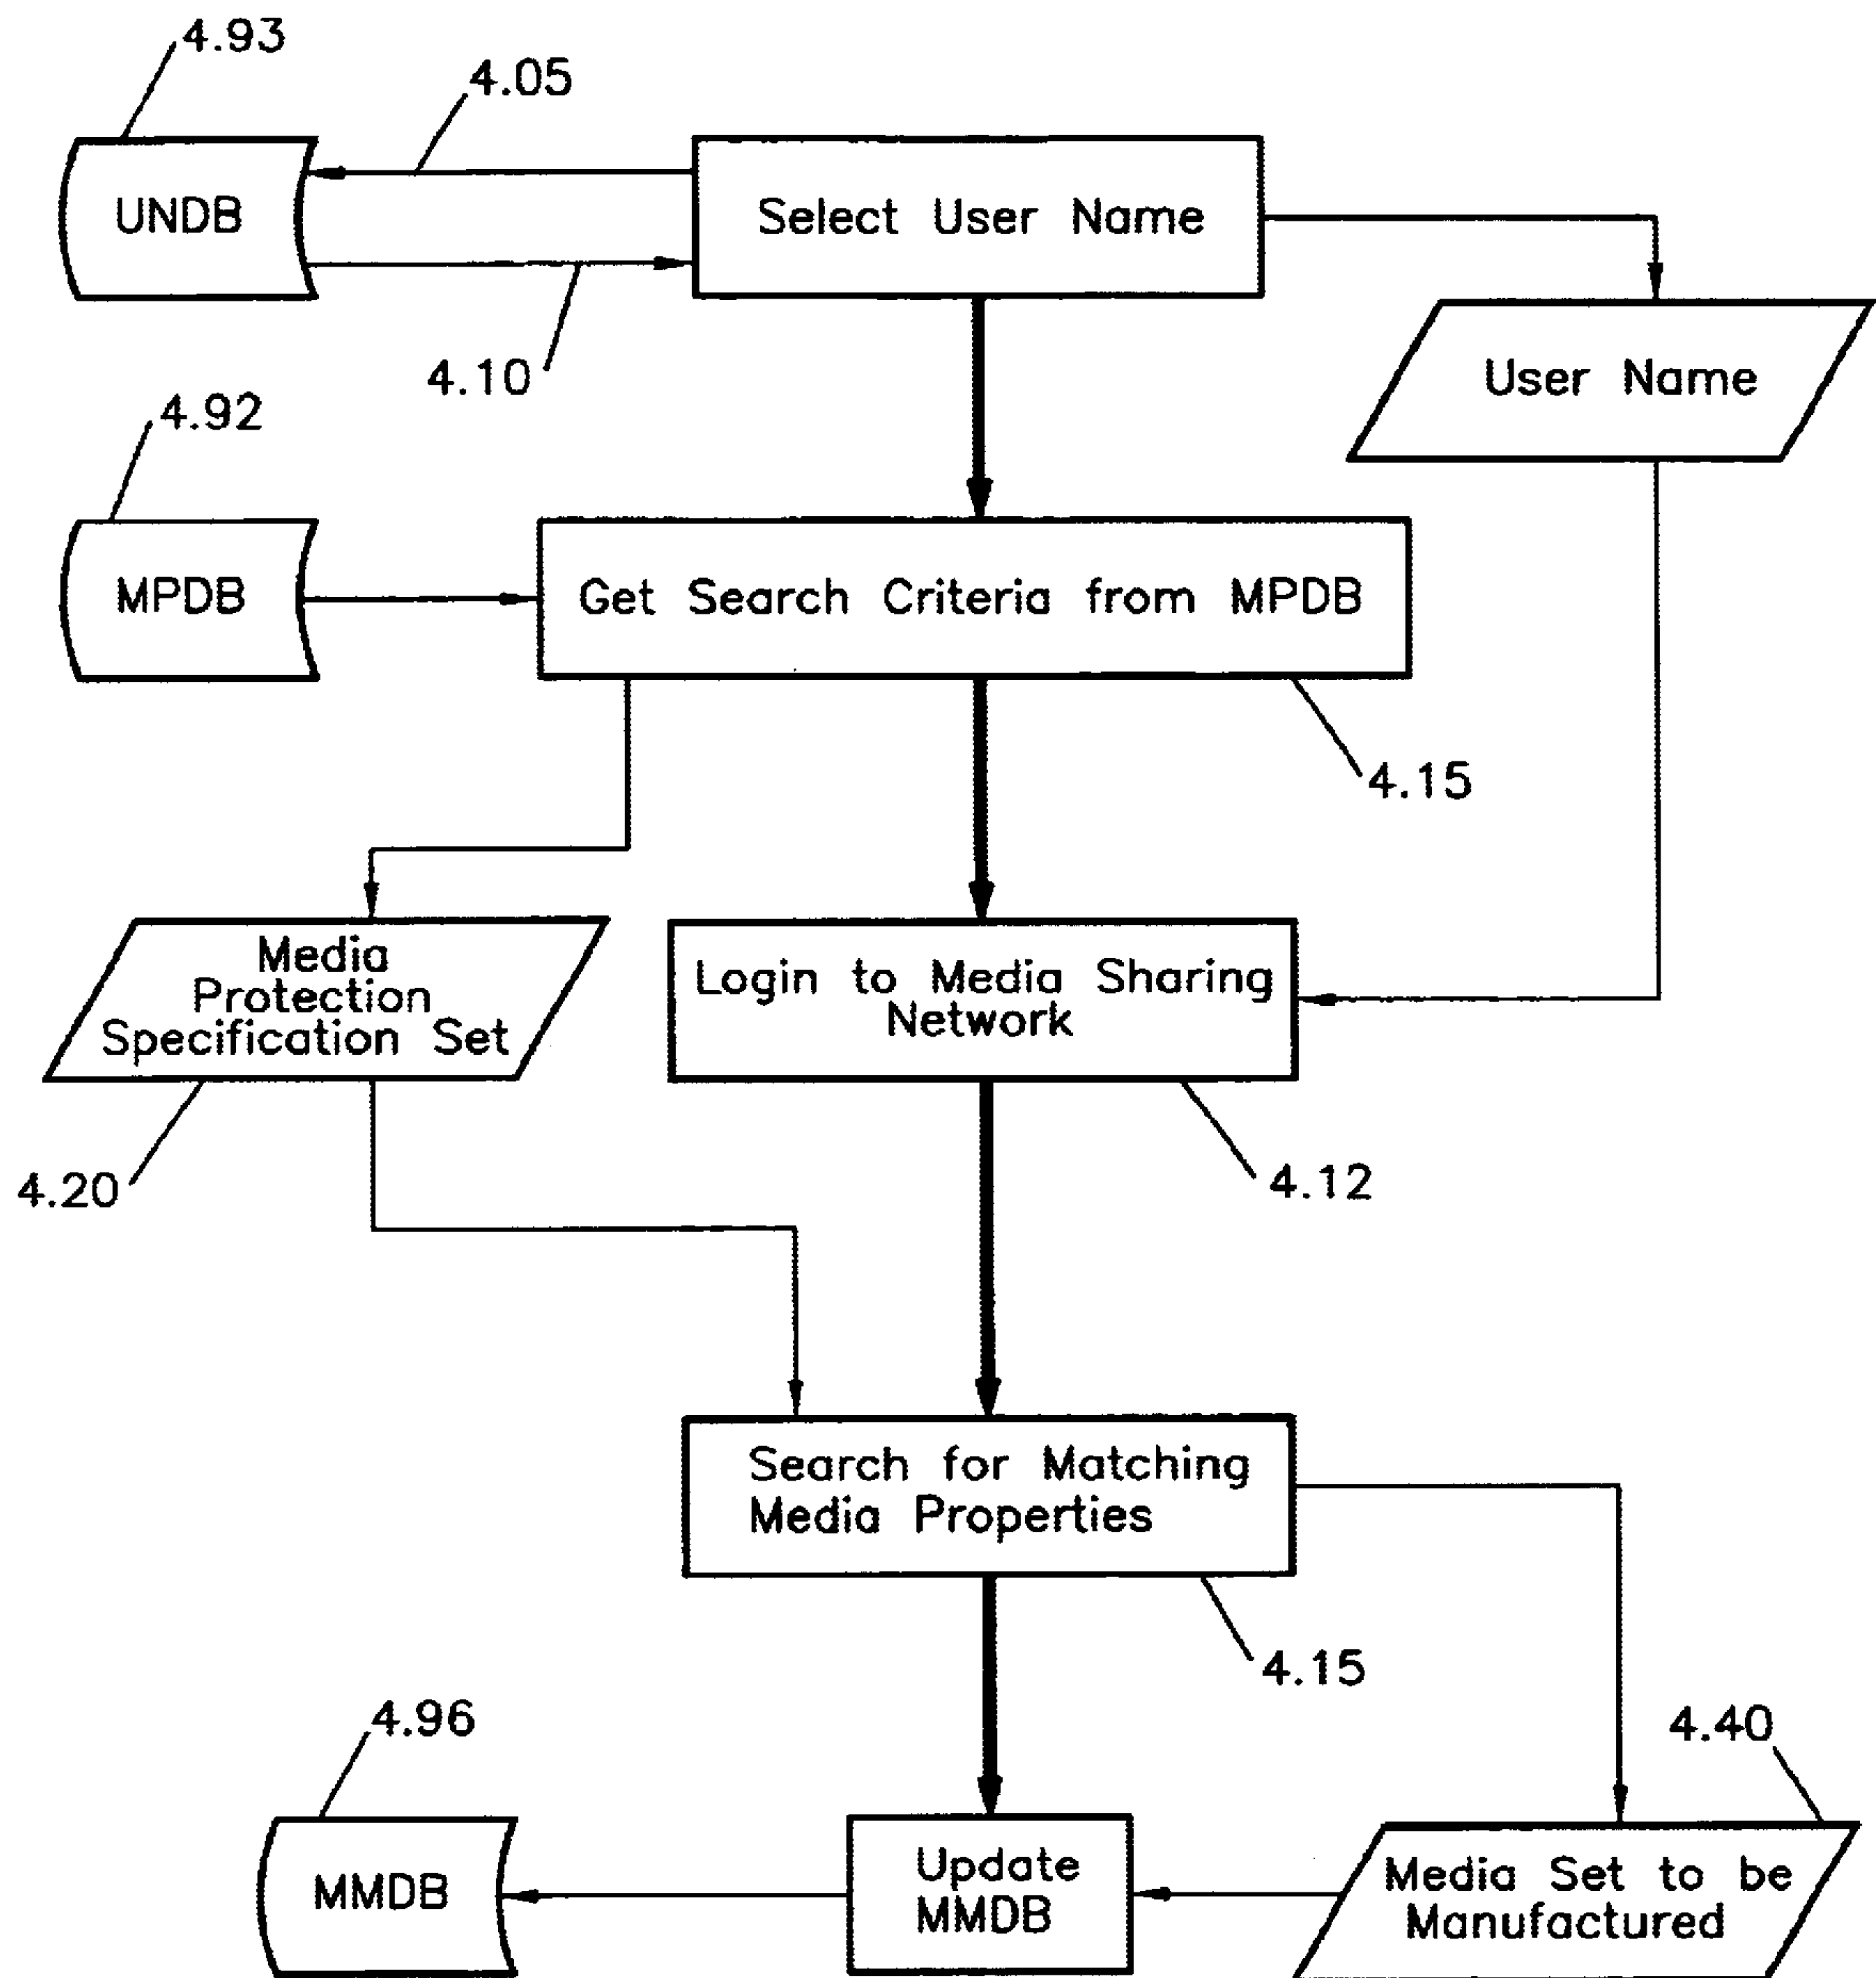 4.93
4.05
UNDB
Select User Name
4.10
User Name
4.92
MPDB
Get Search Criteria from MPDB
4.15
Media
Protection
Specification Set
Login to Media Sharing
Network
4.20
4.12
Search for Matching
Media Properties
4.15
4.96
4.40
MMDB
Update
MMDB
Media Set to be
Manufactured